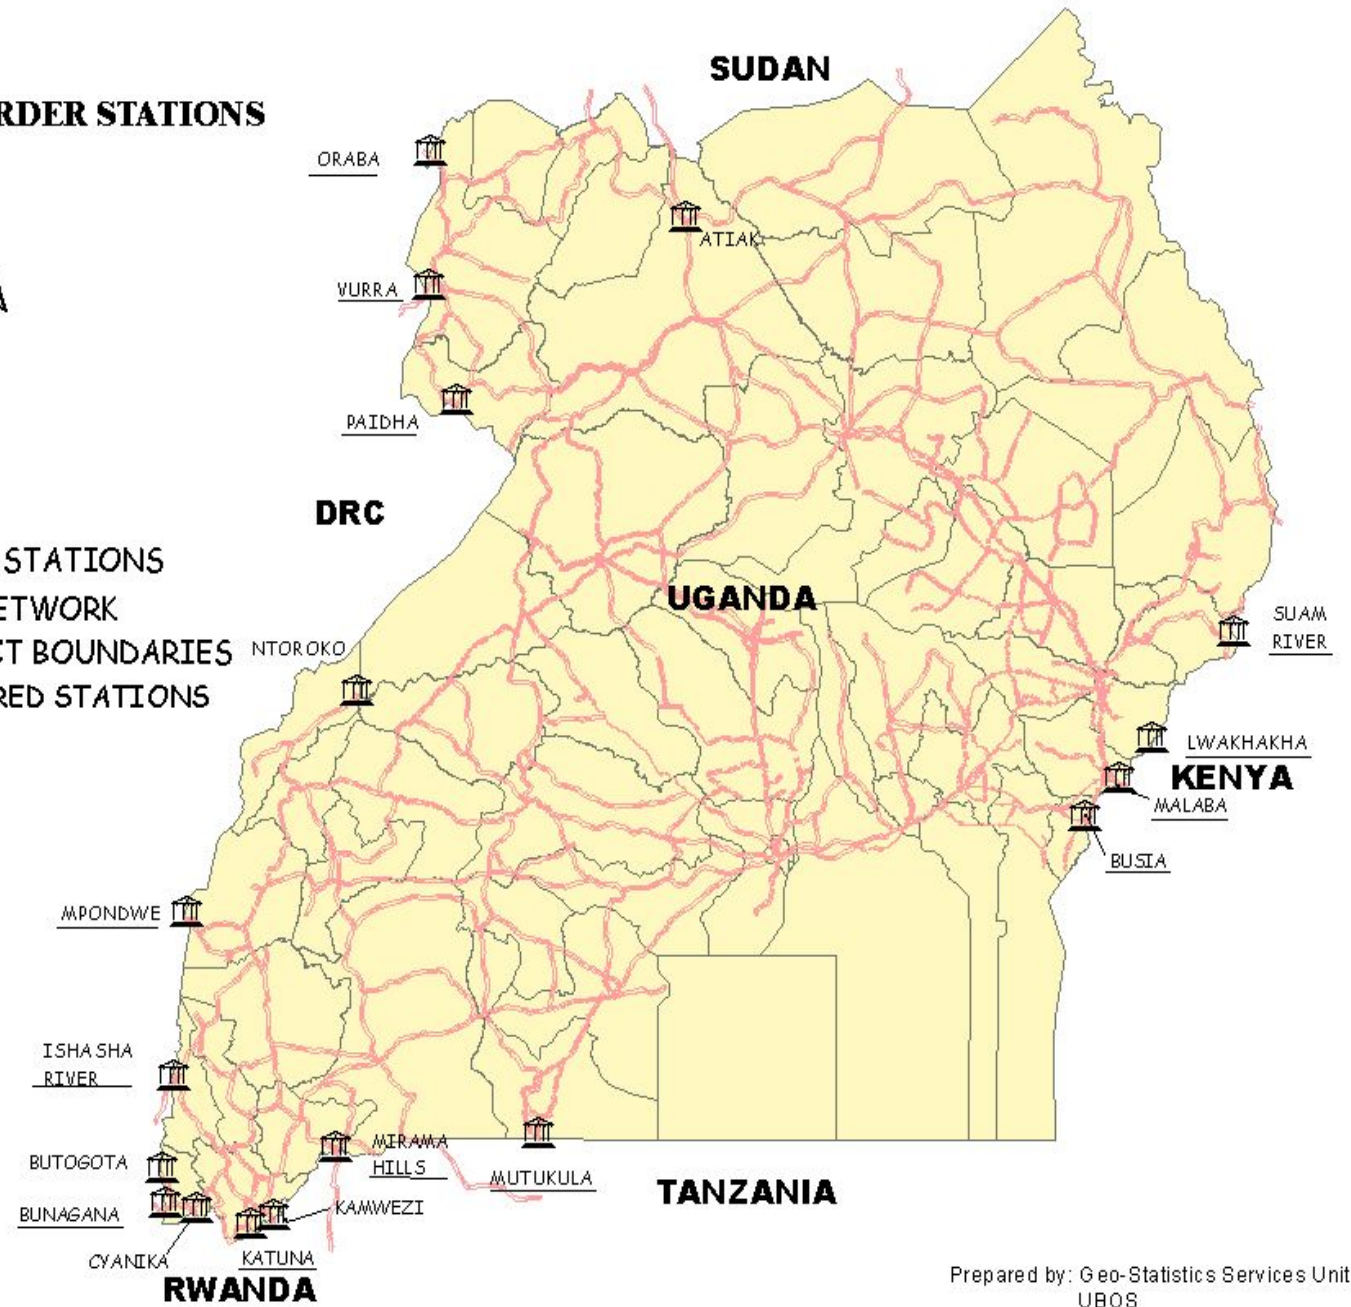 SUDAN
RDER STATIONS
ORABA
ATIAK
VURRA
PAIDHA
DRC
STATIONS
UGANDA
ETWORK
SUAM
RIVER
CT BOUNDARIES
NTOROKO
RED STATIONS
LWAKHAKHA
KENYA
MALABA
BUSIA
MPONDWE
ISHASHA
RIVER
MIRAMA
HILLS
BUTOGOTA
MUTUKULA
TANZANIA
KAMWEZI
BUNAGANA
CYANIKA
KATUNA
RWANDA
Prepared by: Geo-Statistics Services Unit
UBOS